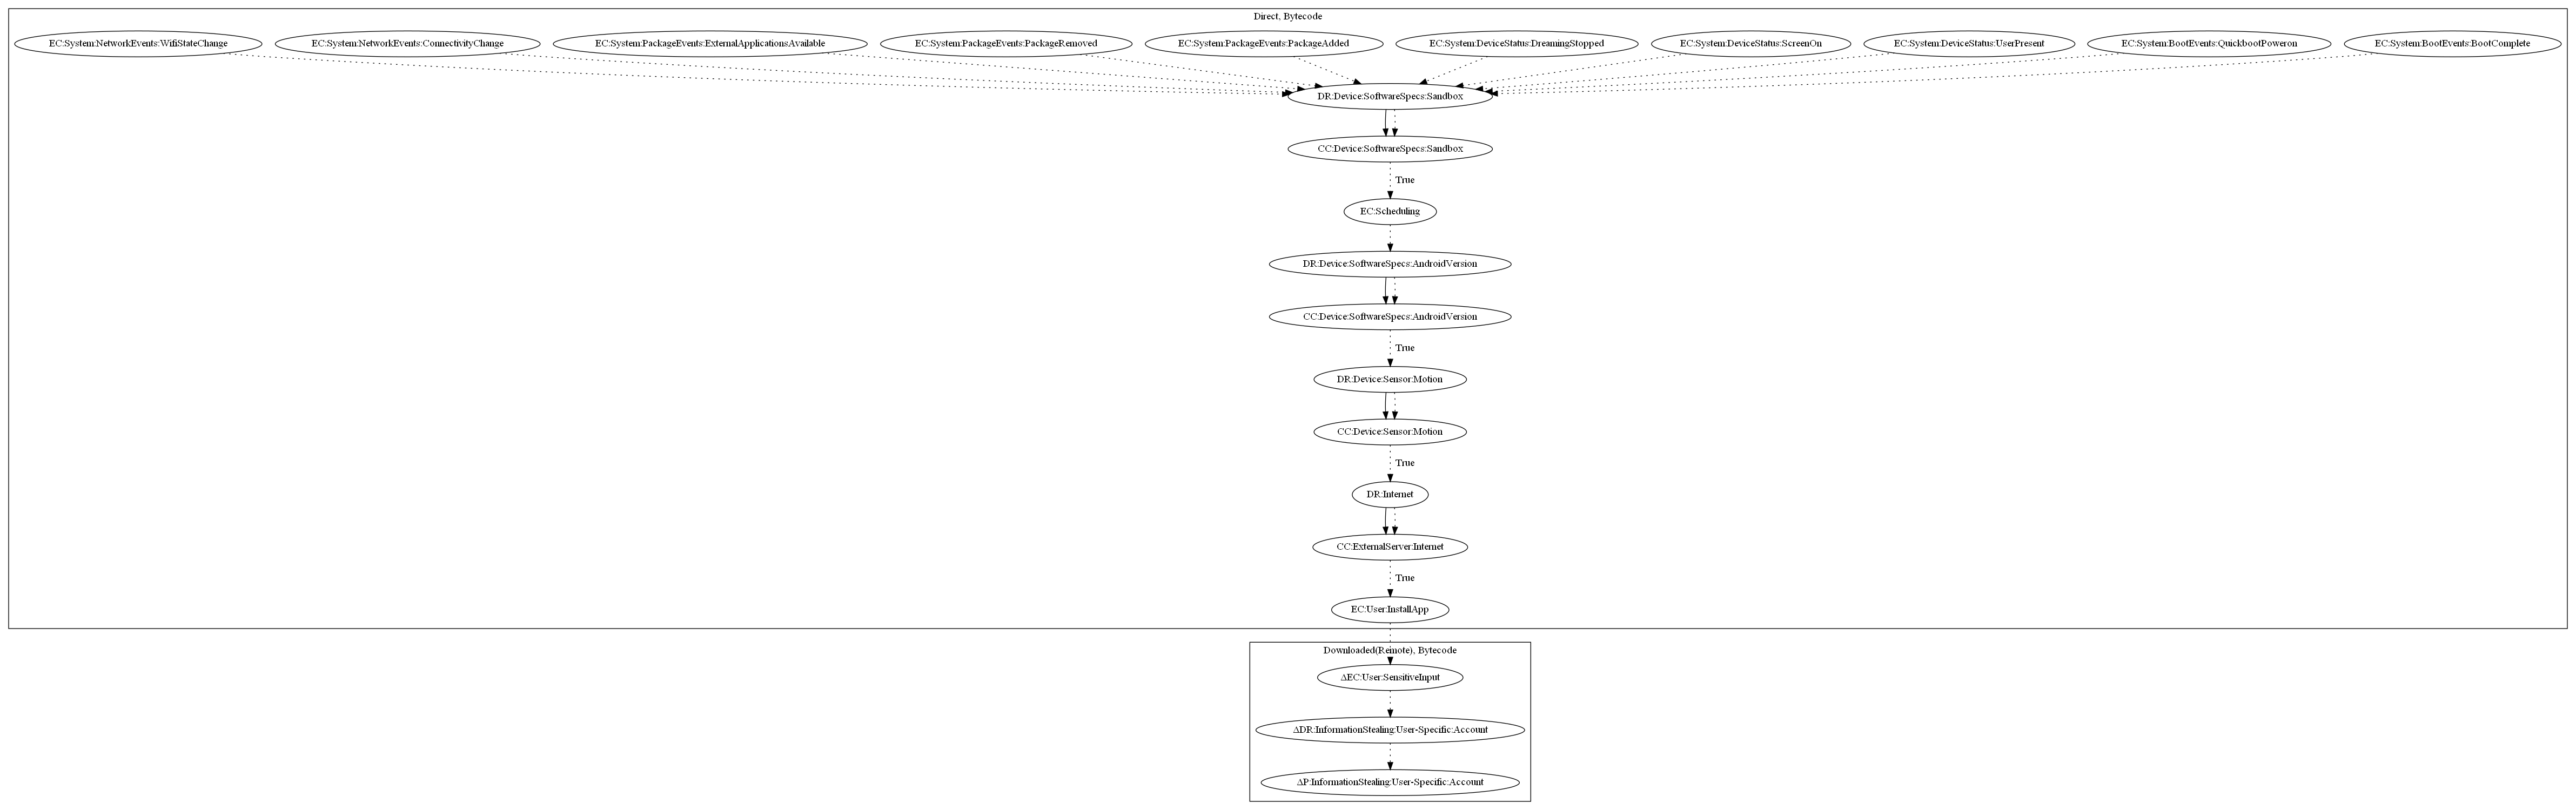 Direct, Bytecode
EC:System:NetworkEvents:WifiStateChange
EC:System:NetworkEvents:ConnectivityChange
EC:System:PackageEvents:ExternalApplicationsAvailable
EC:System:PackageEvents:PackageRemoved
EC:System:PackageEvents:PackageAdded
EC:System:DeviceStatus:DreamingStopped
EC:System:DeviceStatus:ScreenOn
EC:System:DeviceStatus:UserPresent
EC:System:BootEvents:QuickbootPoweron
EC:System:BootEvents:BootComplete
DR:Device:SoftwareSpecs:Sandbox
CC:Device:SoftwareSpecs:Sandbox
True
EC:Scheduling
DR:Device:SoftwareSpecs:AndroidVersion
CC:Device:SoftwareSpecs:AndroidVersion
True
DR:Device:Sensor:Motion
CC:Device:Sensor:Motion
True
DR:Internet
CC:ExternalServer:Internet
True
EC:User:InstallApp
Downloaded(Remote), Bytecode
ΔEC:User:SensitiveInput
ΔDR:InformationStealing:User-Specific:Account
ΔP:InformationStealing:User-Specific:Account